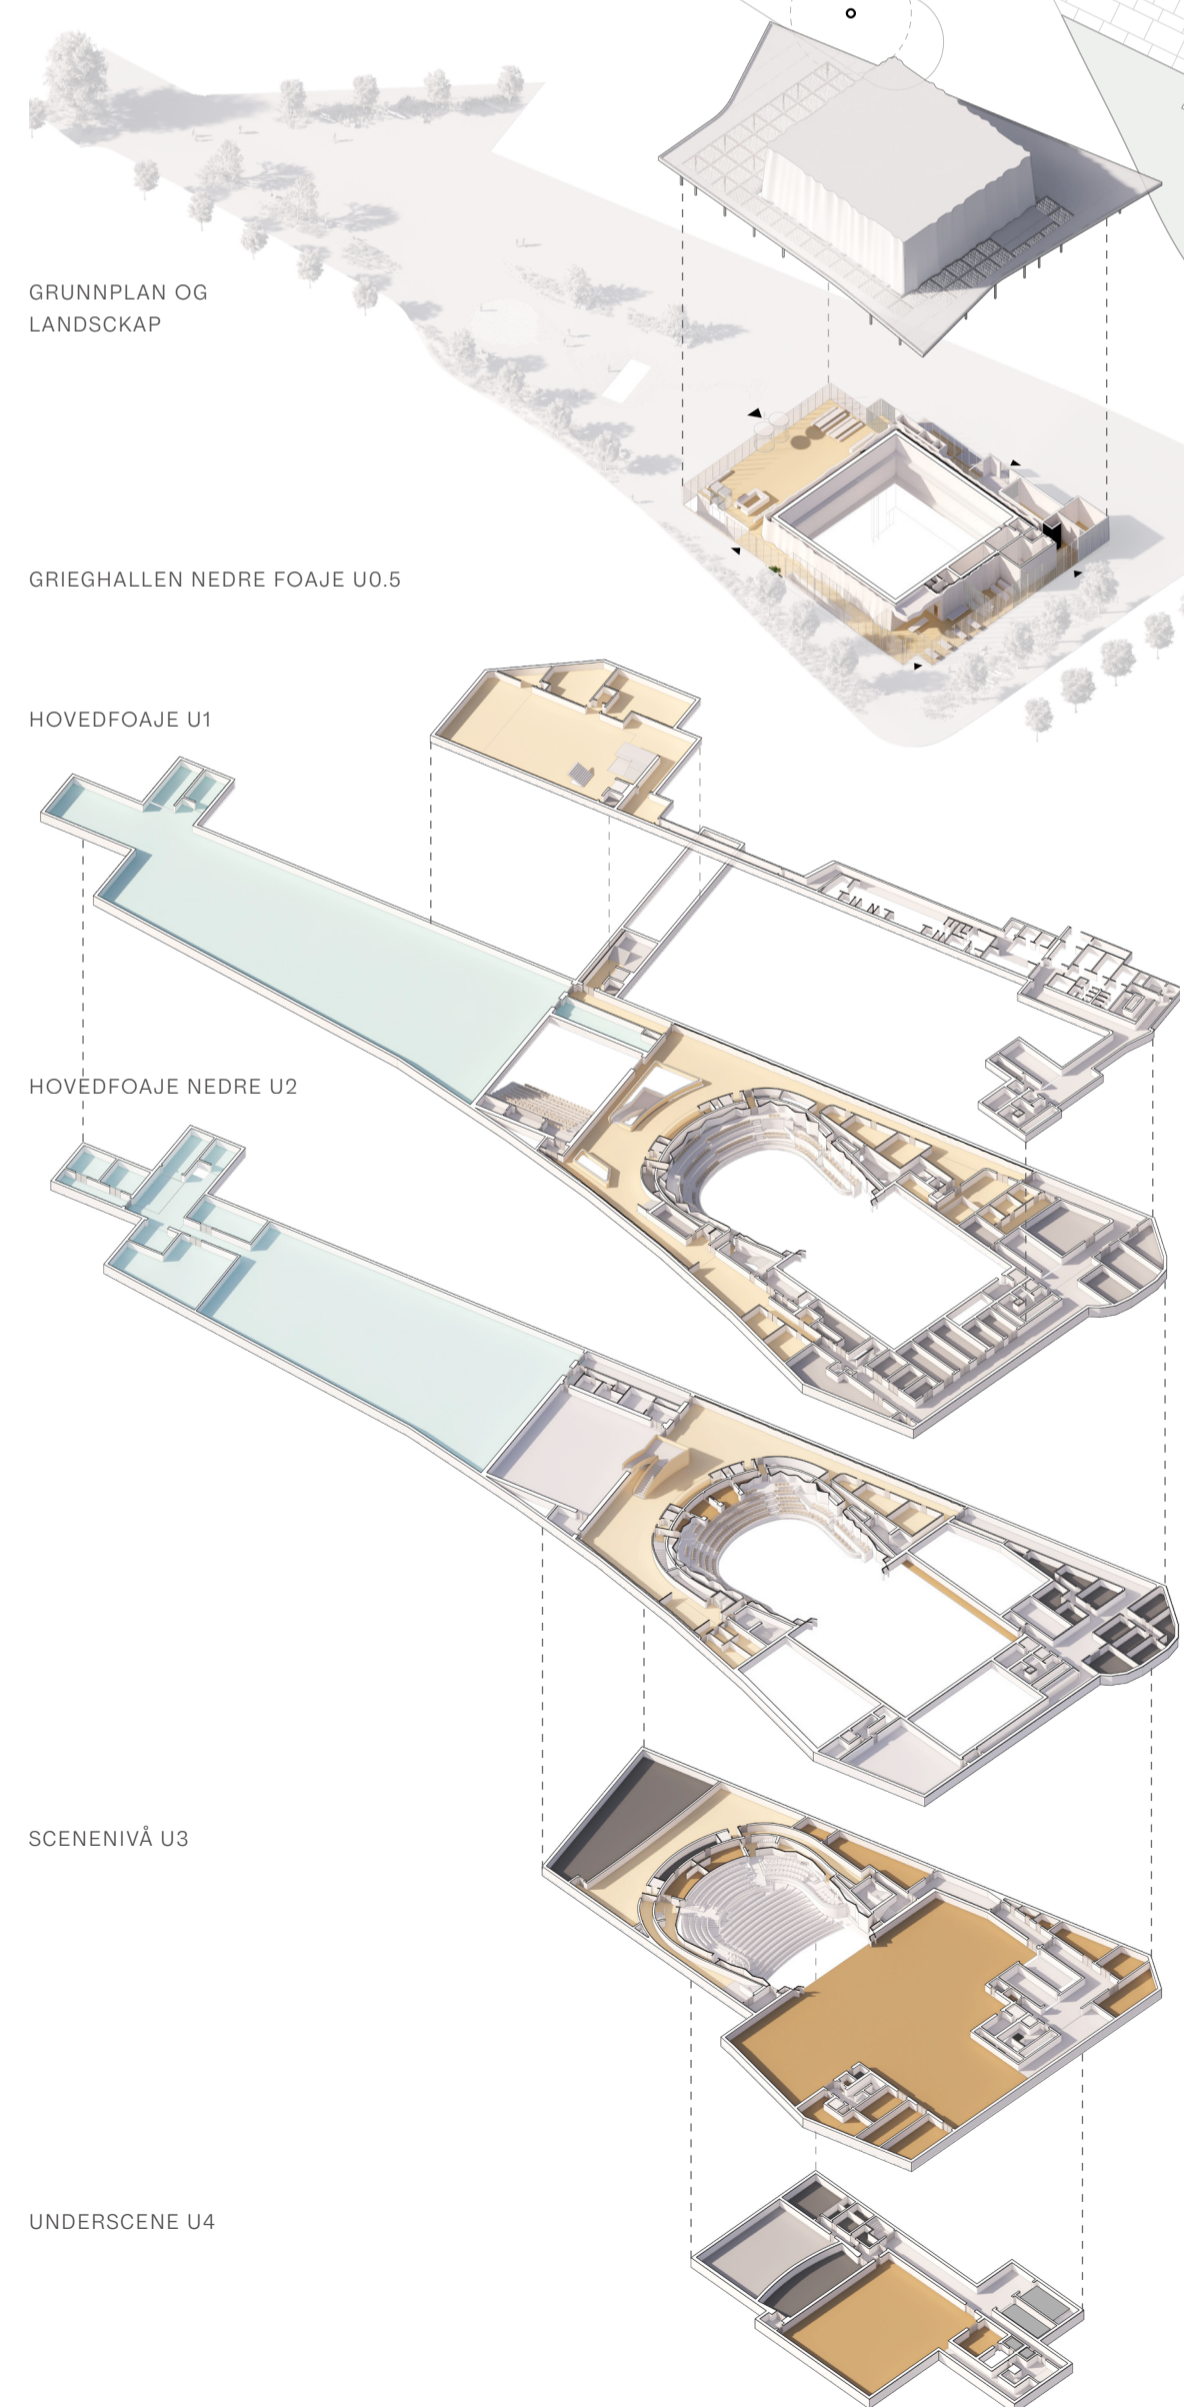 GRUNNPLAN OG
LANDSCKAP
GRIEGHALLEN NEDRE FOAJE U0.5
HOVEDFOAJE U1
HOVEDFOAJE NEDRE U2
SCENENIVÅ U3
UNDERSCENE U4